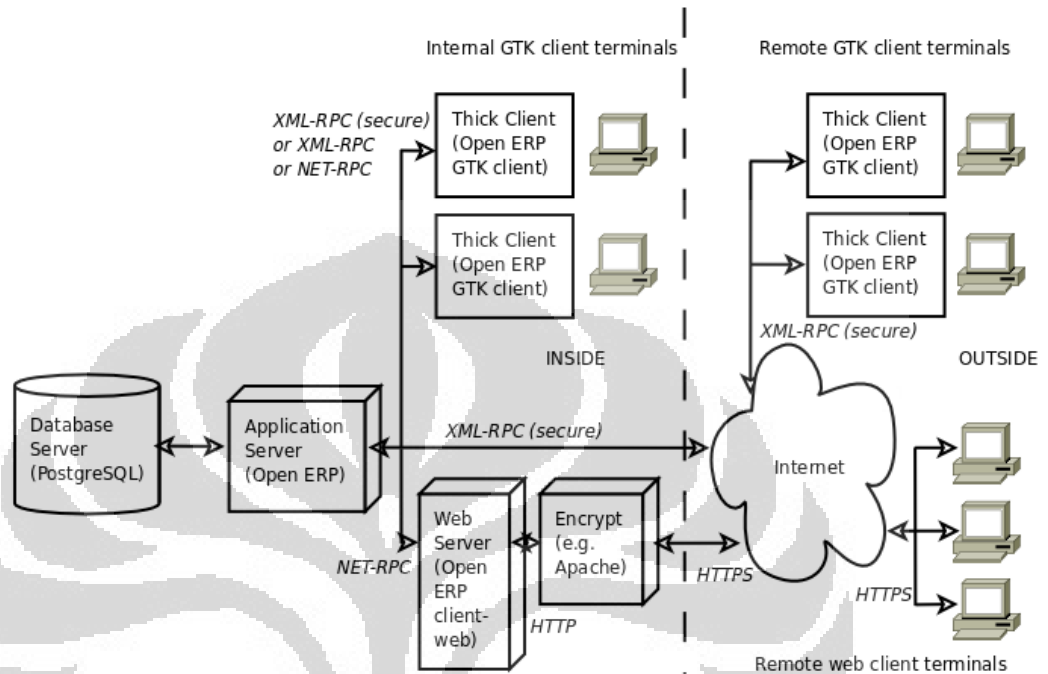 Internal GTK client terminals
Remote GTK client terminals
XML-RPC (secure)
or XML-RPC
or NET-RPC
Thick Client
(Open ERP
GTK client)
Thick Client
(Open ERP
GTK client)
Thick Client
(Open ERP
GTK client)
Thick Client
(Open ERP
GTK client)
XML-RPC (secure)
INSIDE
OUTSIDE
Database
Server
(PostgreSQL)
Application
Server
(Open ERP)
XML-RPC (secure)
Internet
NET-RPC
Web
Server
(Open
ERP
client-
web)
HTTP
Encrypt
(e.g.
Apache)
HTTPS
HTTPS
Remote web client terminals